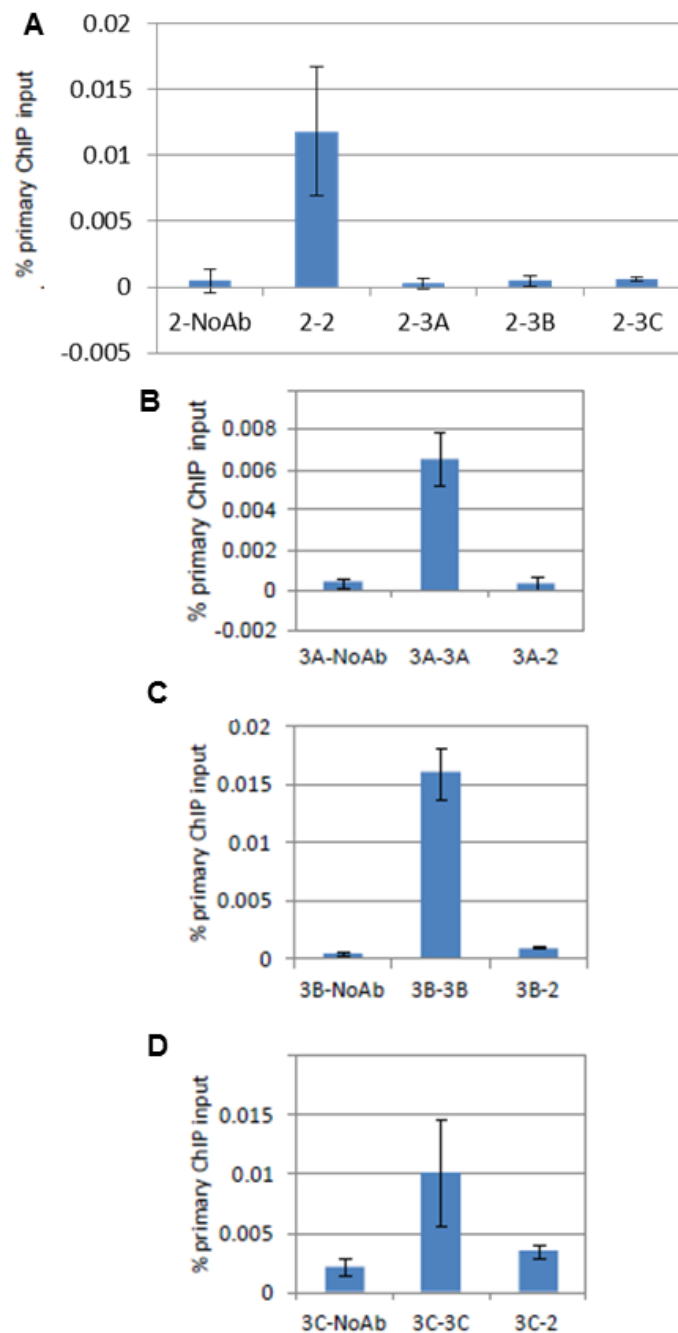 A
% primary ChIP input
0.02
0.015
0.01
0.005
0
-0.005
2-NoAb 2-2 2-3A 2-3B 2-3C
B
% primary ChIP input
0.008
0.006
0.004
0.002
0
-0.002
3A-NoAb 3A-3A 3A-2
C
% primary ChIP input
0.02
0.015
0.01
0.005
0
3B-NoAb 3B-3B 3B-2
D
% primary ChIP input
0.015
0.01
0.005
0
3C-NoAb 3C-3C 3C-2